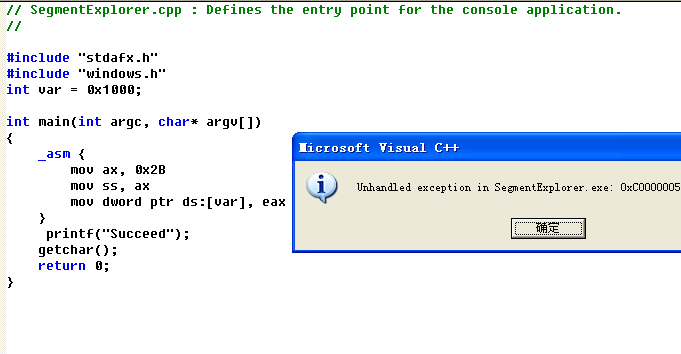 // SegmentExplorer.cpp : Defines the entry point for the console application.
//
#include "stdafx.h"
#include "windows.h"
int var = 0x1000;
int main(int argc, char* argv[])
{
_asm {
mov ax, 0x2B
mov ss, ax
mov dword ptr ds:[var], eax
}
printf("Succeed");
getchar();
return 0;
}
Microsoft Visual C++
Unhandled exception in SegmentExplorer.exe: 0xC0000005
确定